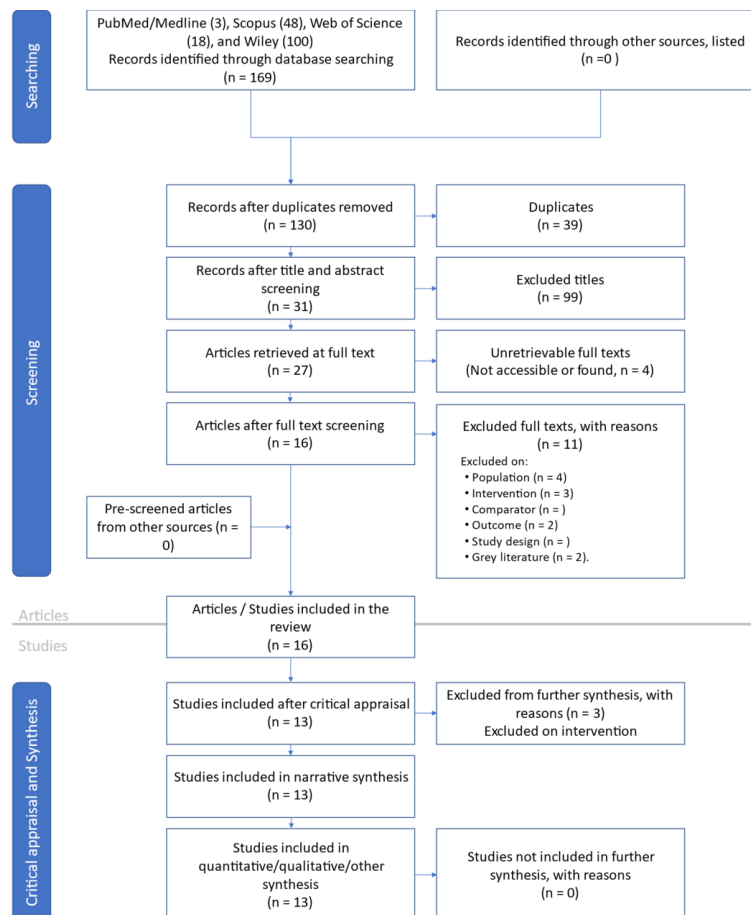 Searching
PubMed/Medline (3), Scopus (48), Web of Science
(18), and Wiley (100)
Records identified through database searching
(n = 169)
Records identified through other sources, listed
(n =0 )
Screening
Records after duplicates removed
(n = 130)
Duplicates
(n = 39)
Records after title and abstract
screening
(n = 31)
Excluded titles
(n = 99)
Articles retrieved at full text
(n = 27)
Unretrievable full texts
(Not accessible or found, n = 4)
Articles after full text screening
(n = 16)
Excluded full texts, with reasons
(n = 11)
Excluded on:
• Population (n = 4)
• Intervention (n = 3)
• Comparator (n = )
• Outcome (n = 2)
• Study design (n = )
• Grey literature (n = 2).
Pre-screened articles
from other sources (n =
0)
Articles / Studies included in the
review
(n = 16)
Articles
Studies
Critical appraisal and Synthesis
Studies included after critical appraisal
(n = 13)
Excluded from further synthesis, with
reasons (n = 3)
Excluded on intervention
Studies included in narrative synthesis
(n = 13)
Studies included in
quantitative/qualitative/other
synthesis
(n = 13)
Studies not included in further
synthesis, with reasons
(n = 0)